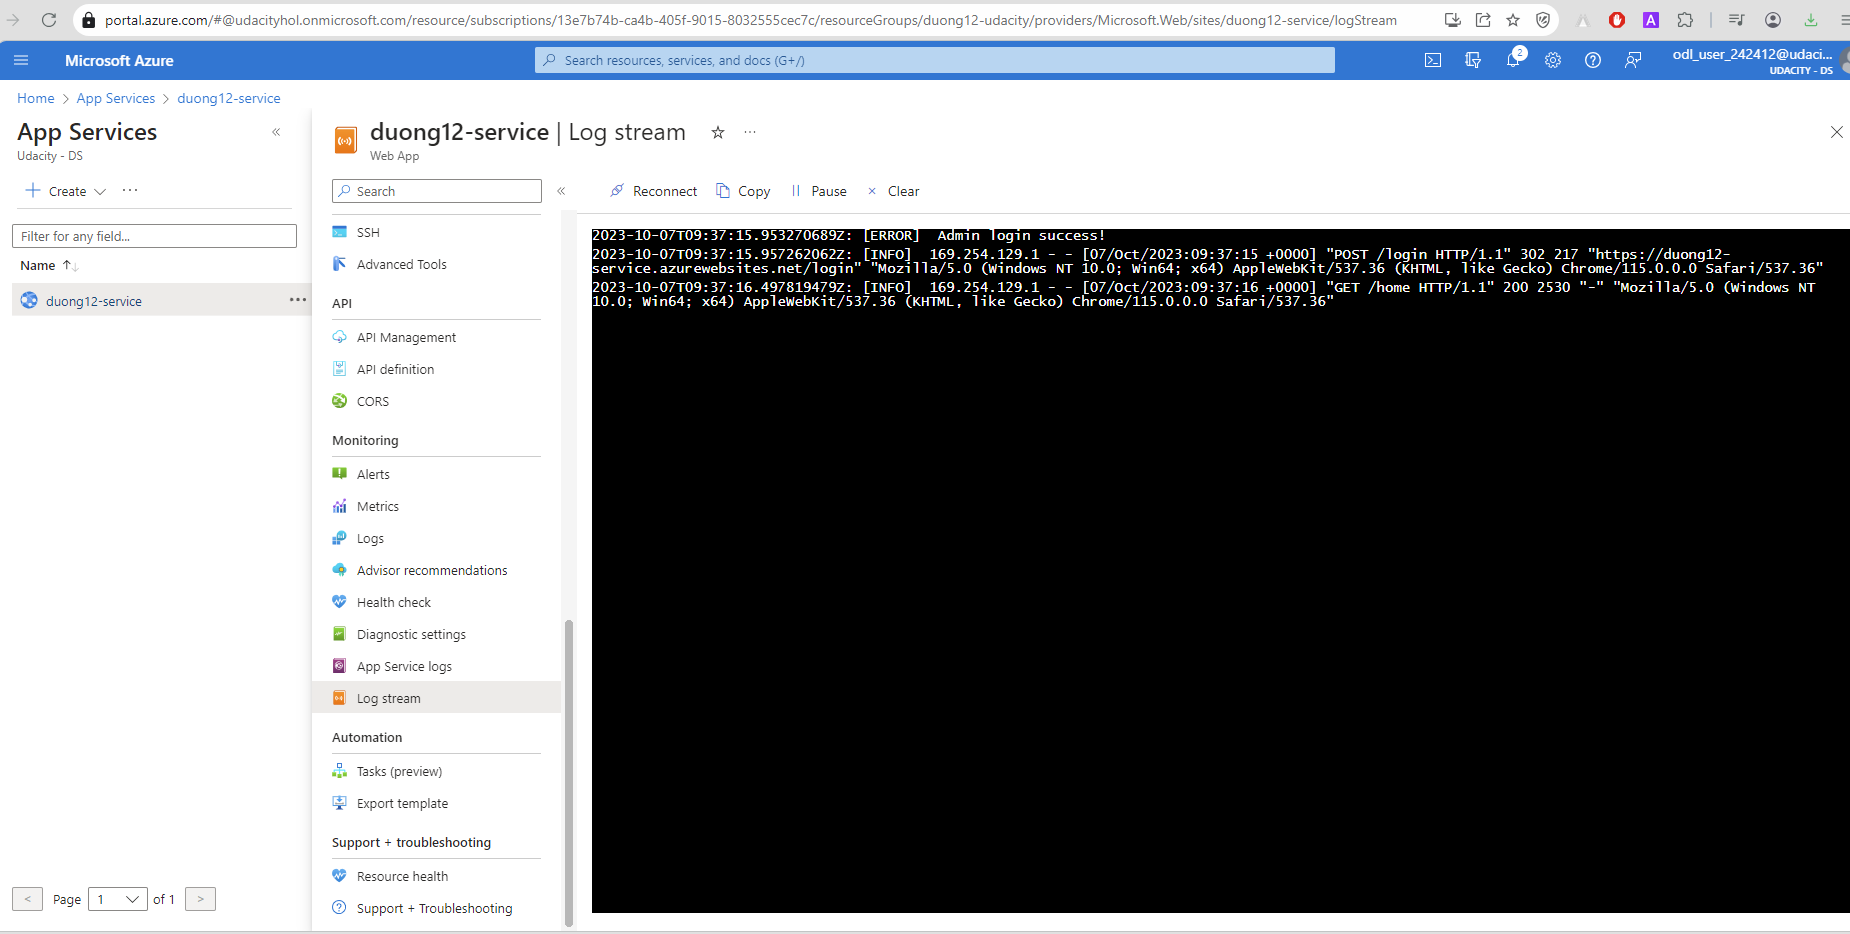 portal.azure.com/#@udacityhol.onmicrosoft.com/resource/subscriptions/13e7b74b-ca4b-405f-9015-8032555cec7c/resourceGroups/duong12-udacity/providers/Microsoft.Web/sites/duong12-service/logStream
A
Microsoft Azure
Search resources, services, and docs (G+/)
2
odl_user_242412@udaci...
UDACITY - DS
Home > App Services > duong12-service
App Services
Udacity - DS
+ Create ...
Filter for any field...
Name ↑↓
duong12-service ...
< Page 1 of 1 >
duong12-service | Log stream ...
Web App
Search
SSH
Advanced Tools
API
API Management
API definition
CORS
Monitoring
Alerts
Metrics
Logs
Advisor recommendations
Health check
Diagnostic settings
App Service logs
Log stream
Automation
Tasks (preview)
Export template
Support + troubleshooting
Resource health
Support + Troubleshooting
Reconnect Copy Pause Clear
2023-10-07T09:37:15.953270689Z: [ERROR]  Admin login success!
2023-10-07T09:37:15.957262062Z: [INFO]  169.254.129.1 - - [07/Oct/2023:09:37:15 +0000] "POST /login HTTP/1.1" 302 217 "https://duong12-
service.azurewebsites.net/login" "Mozilla/5.0 (Windows NT 10.0; Win64; x64) AppleWebKit/537.36 (KHTML, like Gecko) Chrome/115.0.0.0 Safari/537.36"
2023-10-07T09:37:16.497819479Z: [INFO]  169.254.129.1 - - [07/Oct/2023:09:37:16 +0000] "GET /home HTTP/1.1" 200 2530 "-" "Mozilla/5.0 (Windows NT
10.0; Win64; x64) AppleWebKit/537.36 (KHTML, like Gecko) Chrome/115.0.0.0 Safari/537.36"